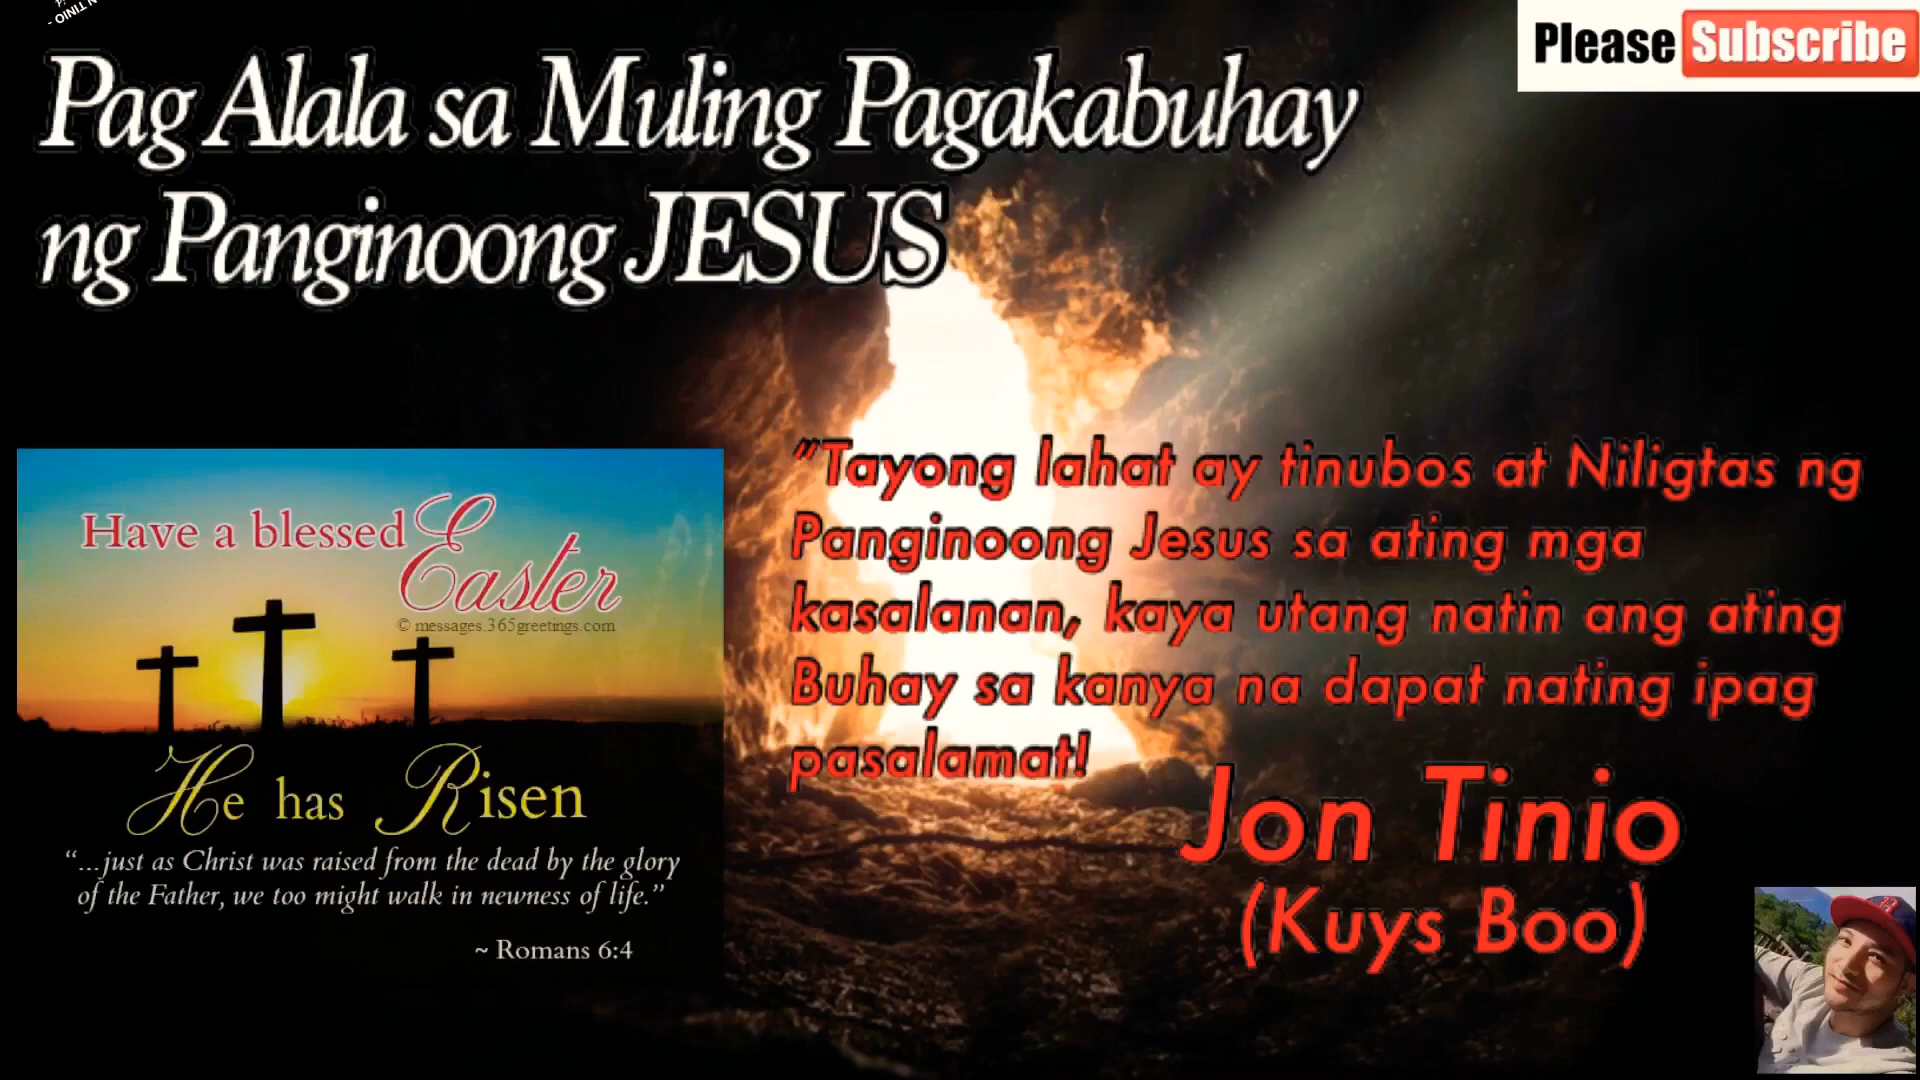 N TINIO -
Please Subscribe
Pag Alala sa Muling Pagakabuhay
ng Panginoong JESUS
Have a blessed
Easter
© messages.365greetings.com
He has Risen
“...just as Christ was raised from the dead by the glory
of the Father, we too might walk in newness of life.”
~ Romans 6:4
"Tayong lahat ay tinubos at Niligtas ng
Panginoong Jesus sa ating mga
kasalanan, kaya utang natin ang ating
Buhay sa kanya na dapat nating ipag
pasalamat!
Jon Tinio
(Kuys Boo)